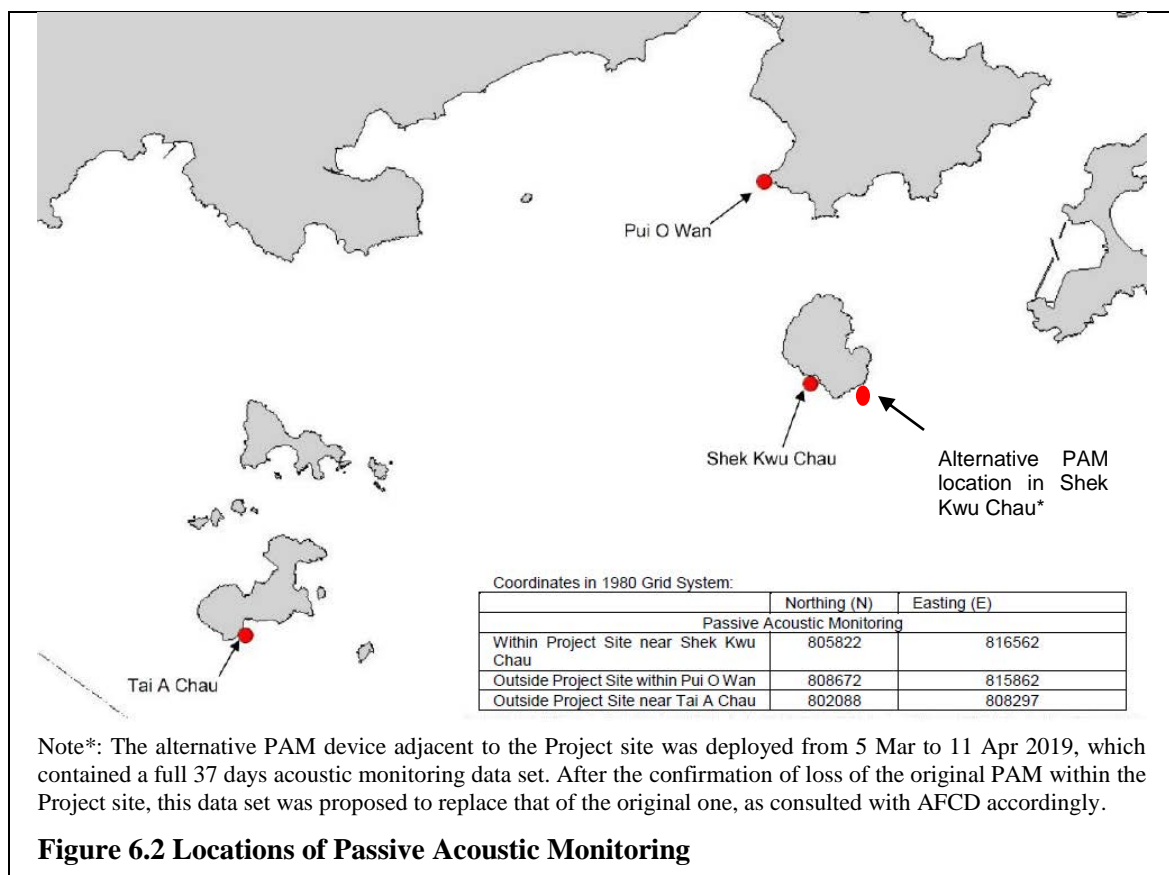 Pui O Wan
Shek Kwu Chau
Alternative PAM
location in Shek
Kwu Chau*
Tai A Chau
Coordinates in 1980 Grid System:
Northing (N) Easting (E)
Passive Acoustic Monitoring
Within Project Site near Shek Kwu 805822 816562
Chau
Outside Project Site within Pui O Wan 808672 815862
Outside Project Site near Tai A Chau 802088 808297
Note*: The alternative PAM device adjacent to the Project site was deployed from 5 Mar to 11 Apr 2019, which
contained a full 37 days acoustic monitoring data set. After the confirmation of loss of the original PAM within the
Project site, this data set was proposed to replace that of the original one, as consulted with AFCD accordingly.
Figure 6.2 Locations of Passive Acoustic Monitoring